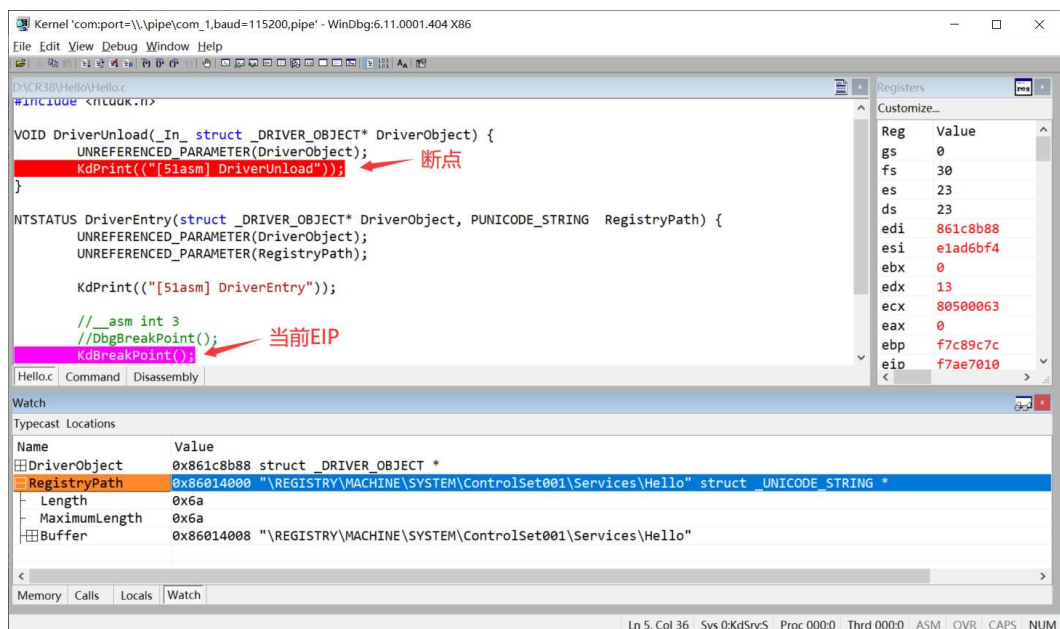 Kernel 'com:port=\\.\pipe\com_1,baud=115200,pipe' - WinDbg:6.11.0001.404 X86
File Edit View Debug Window Help
D:\CR38\Hello\Hello.c
#include <ntddk.h>
VOID DriverUnload(_In_ struct _DRIVER_OBJECT* DriverObject) {
UNREFERENCED_PARAMETER(DriverObject);
KdPrint(("[51asm] DriverUnload"));
断点
}
NTSTATUS DriverEntry(struct _DRIVER_OBJECT* DriverObject, PUNICODE_STRING RegistryPath) {
UNREFERENCED_PARAMETER(DriverObject);
UNREFERENCED_PARAMETER(RegistryPath);
KdPrint(("[51asm] DriverEntry"));
//__asm int 3
//DbgBreakPoint();
当前EIP
KdBreakPoint();
Hello.c Command Disassembly
Registers
Customize...
Reg Value
gs 0
fs 30
es 23
ds 23
edi 861c8b88
esi e1ad6bf4
ebx 0
edx 13
ecx 80500063
eax 0
ebp f7c89c7c
eip f7ae7010
Watch
Typecast Locations
Name Value
DriverObject 0x861c8b88 struct _DRIVER_OBJECT *
RegistryPath 0x86014000 "\REGISTRY\MACHINE\SYSTEM\ControlSet001\Services\Hello" struct _UNICODE_STRING *
Length 0x6a
MaximumLength 0x6a
Buffer 0x86014008 "\REGISTRY\MACHINE\SYSTEM\ControlSet001\Services\Hello"
Memory Calls Locals Watch
Ln 5, Col 36 Sys 0:KdSrv:S Proc 000:0 Thrd 000:0 ASM OVR CAPS NUM